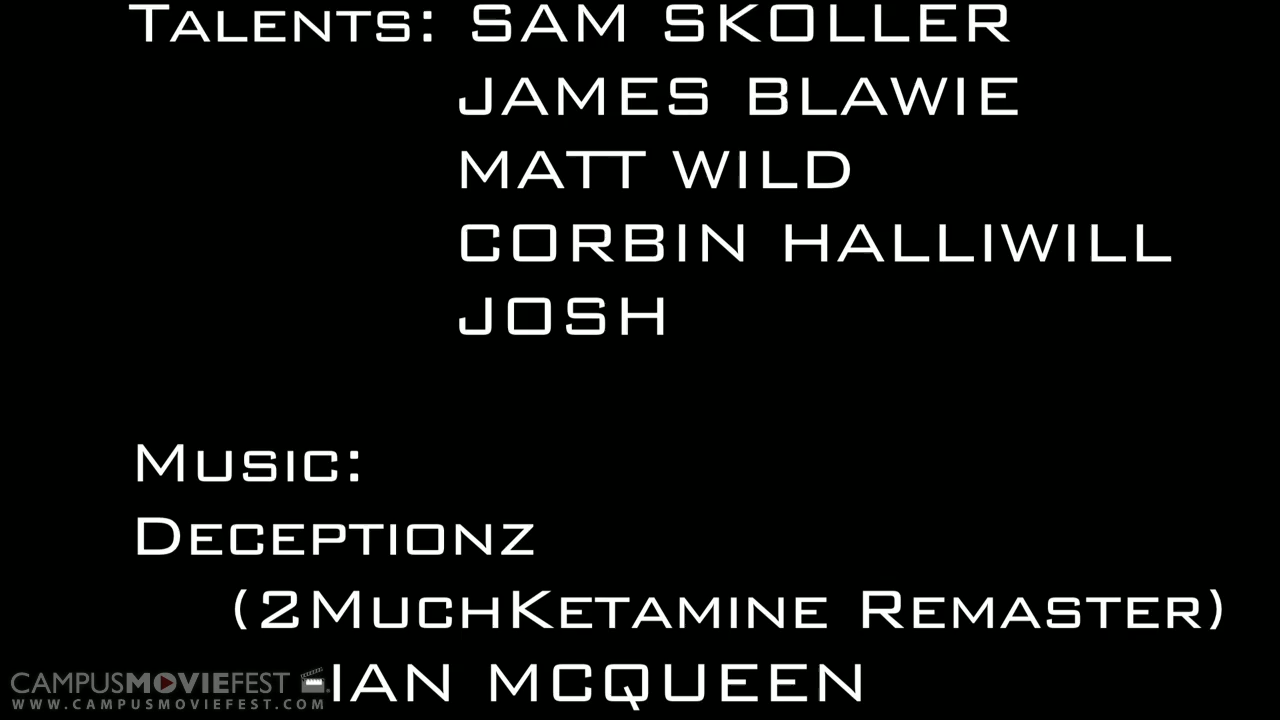 Talents: SAM SKOLLER
JAMES BLAWIE
MATT WILD
CORBIN HALLIWILL
JOSH
Music:
Deceptionz
(2MuchKetamine Remaster)
IAN MCQUEEN
CAMPUSMOVIEFEST
WWW.CAMPUSMOVIEFEST.COM